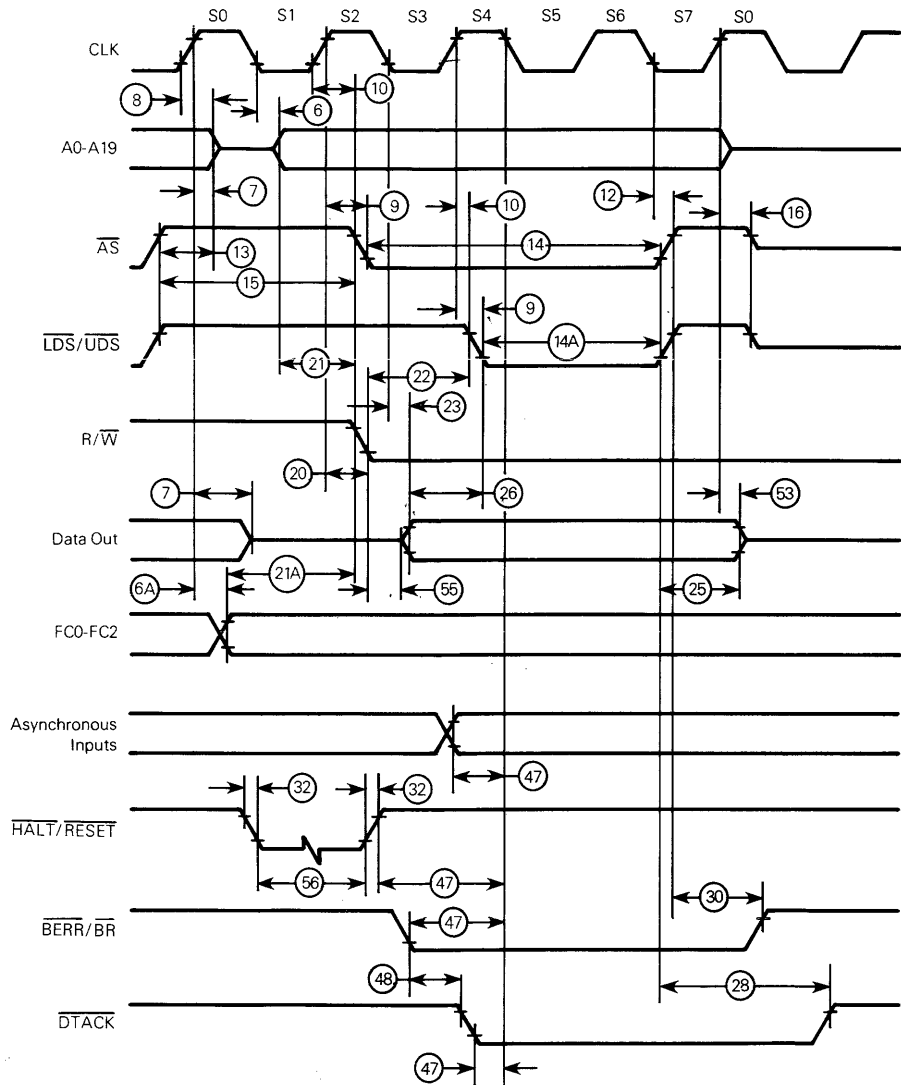 S0 S1 S2 S3 S4 S5 S6 S7 S0
CLK
8 6 10
A0-A19
7 9 10 12 16
AS
13 14
15 9
LDS/UDS
14A
21 22
23
R/W
20
7 26 53
Data Out
6A 21A 55 25
FC0-FC2
Asynchronous
Inputs
47
32 32
HALT/RESET
56 47
30
BERR/BR
47
48 28
DTACK
47